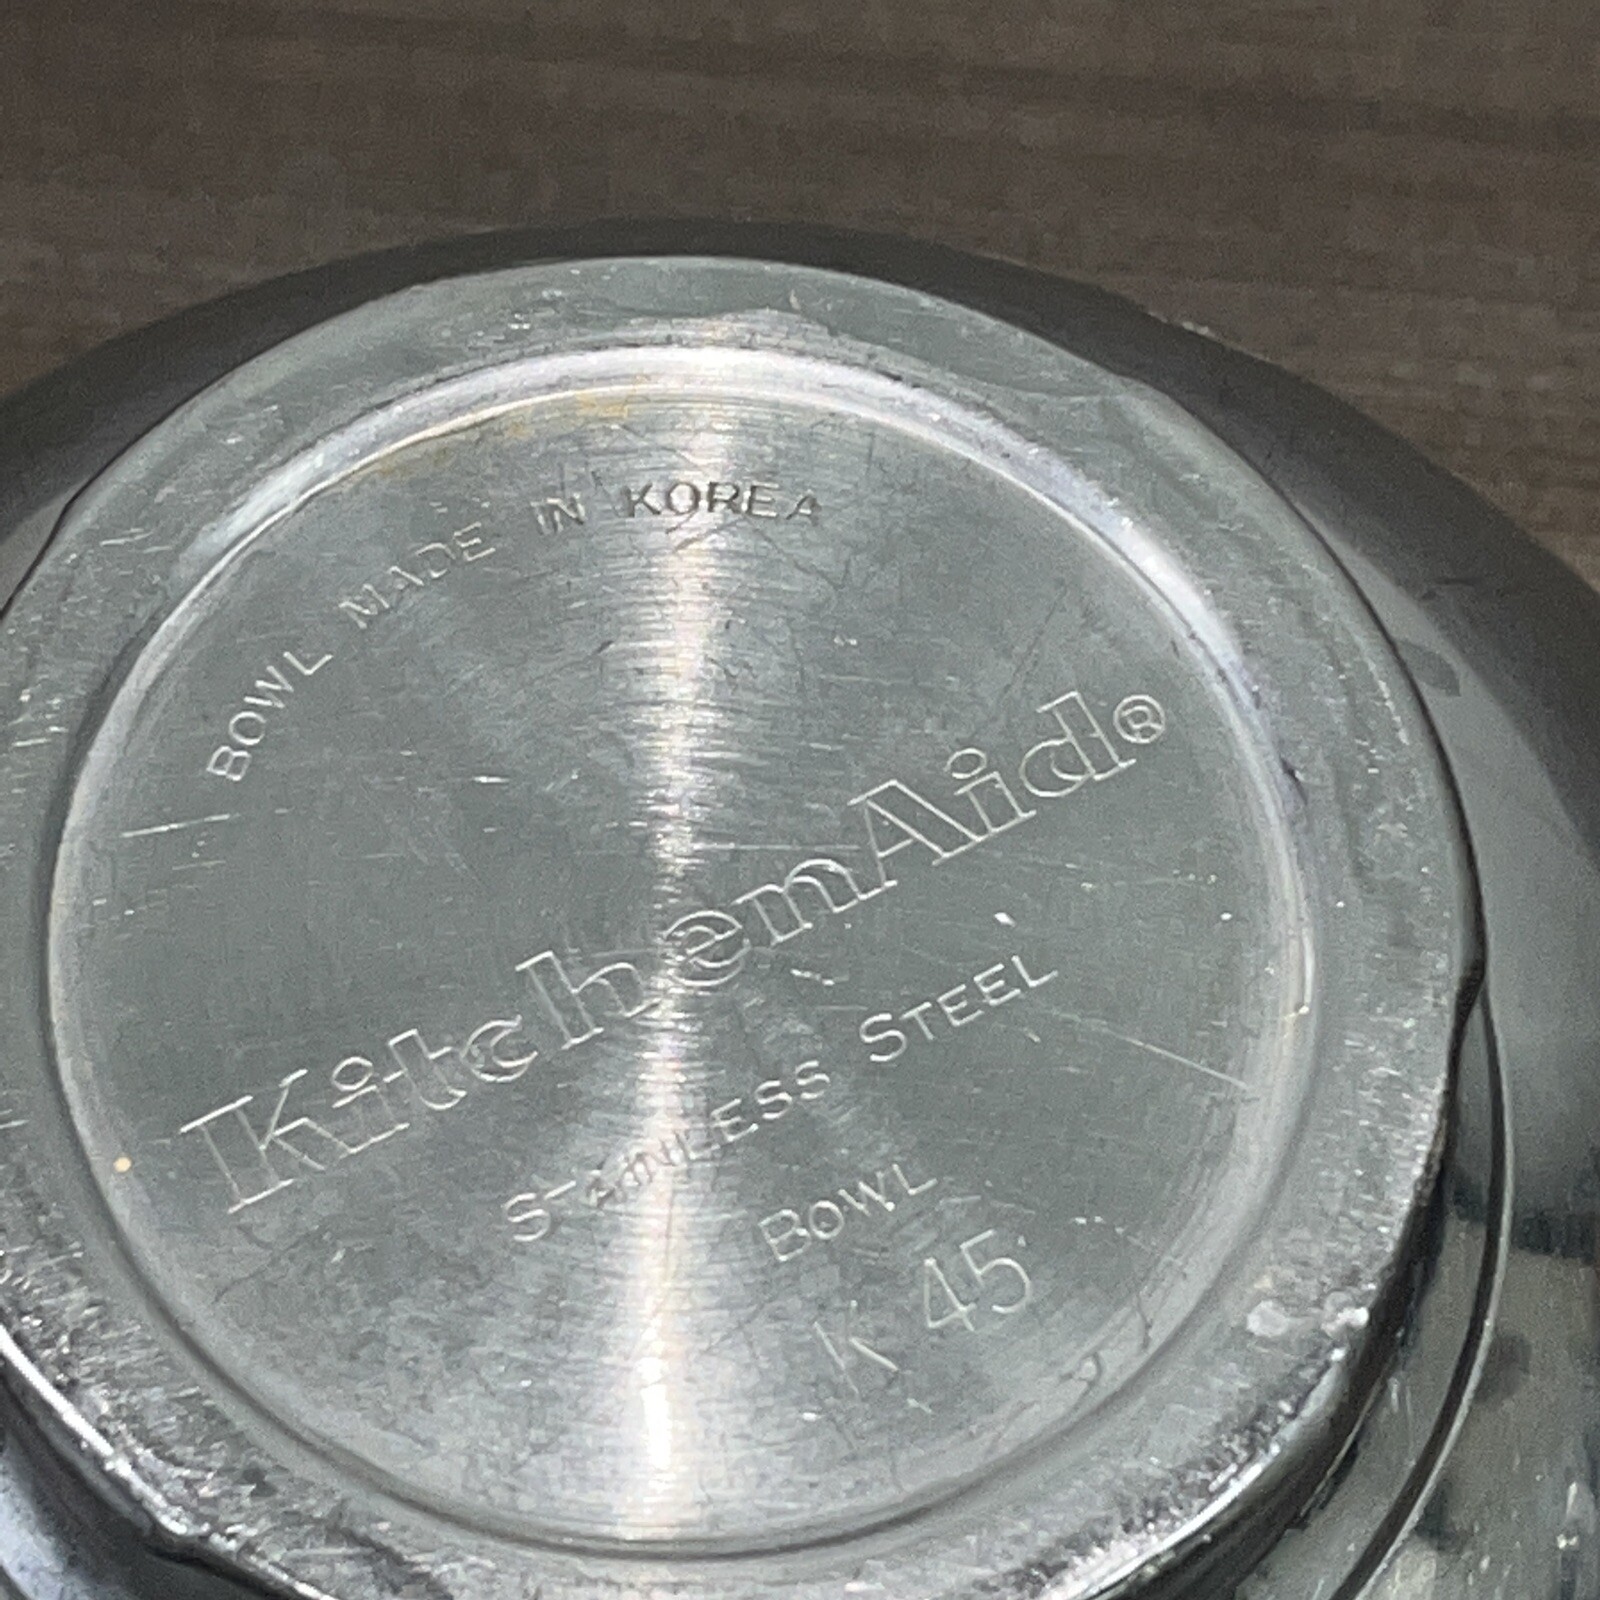 BOWL MADE IN KOREA
KitchenAid®
STAINLESS STEEL
BOWL
K 45